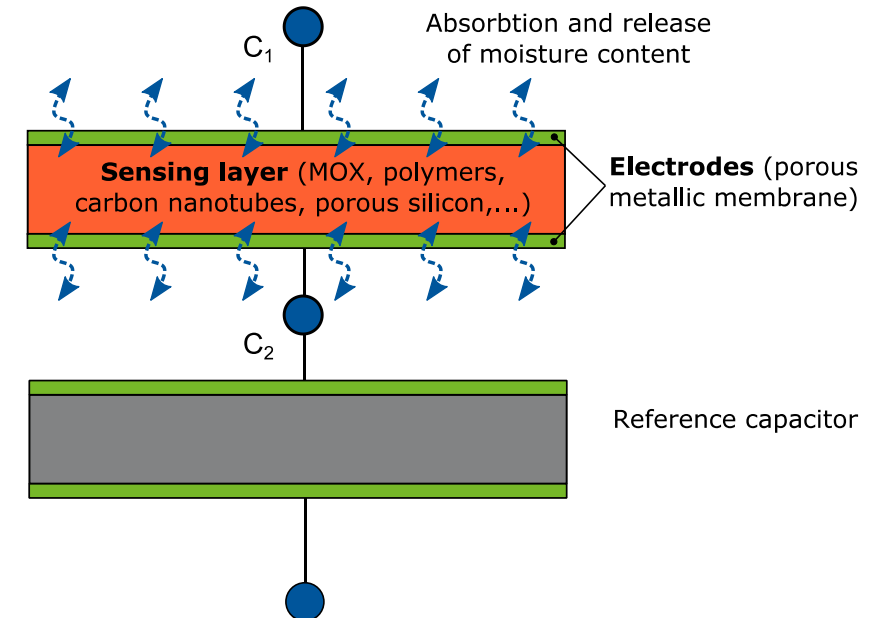 C₁
Absorbtion and release
of moisture content
Sensing layer (MOX, polymers,
carbon nanotubes, porous silicon,...)
Electrodes (porous
metallic membrane)
C₂
Reference capacitor